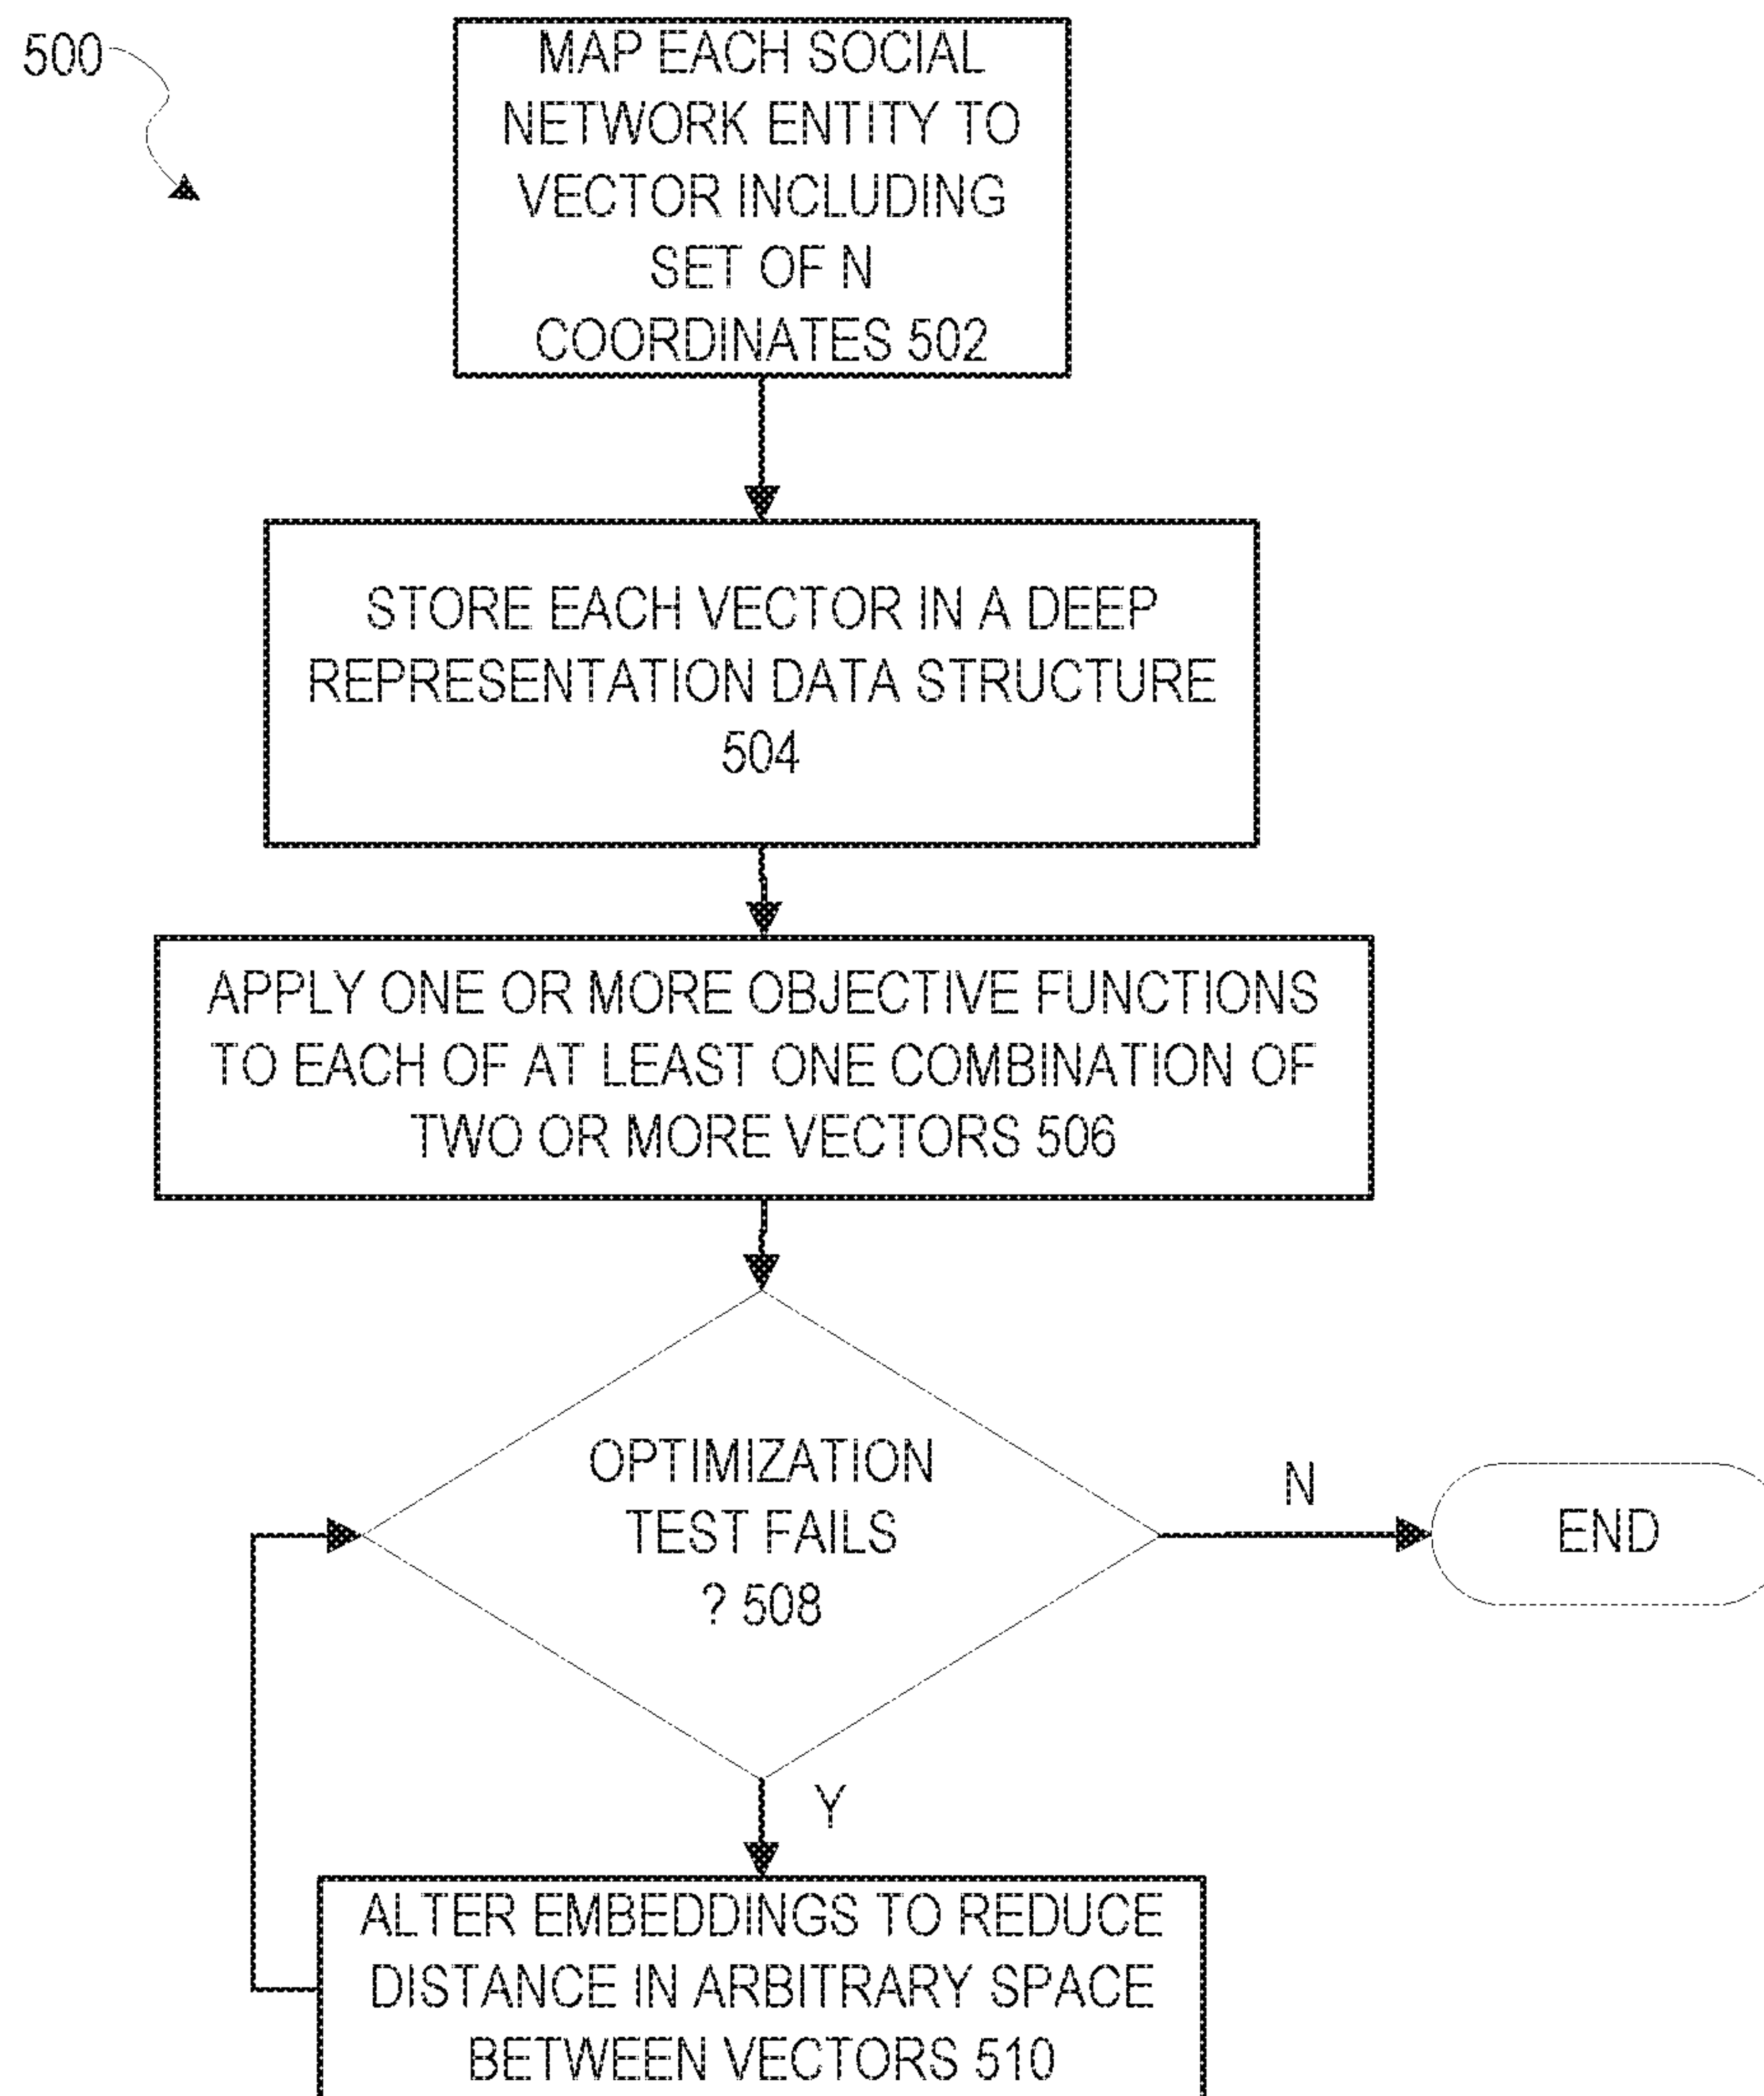 500
MAP EACH SOCIAL
NETWORK ENTITY TO
VECTOR INCLUDING
SET OF N
COORDINATES 502
STORE EACH VECTOR IN A DEEP
REPRESENTATION DATA STRUCTURE
504
APPLY ONE OR MORE OBJECTIVE FUNCTIONS
TO EACH OF AT LEAST ONE COMBINATION OF
TWO OR MORE VECTORS 506
OPTIMIZATION
TEST FAILS
? 508
N
END
Y
ALTER EMBEDDINGS TO REDUCE
DISTANCE IN ARBITRARY SPACE
BETWEEN VECTORS 510